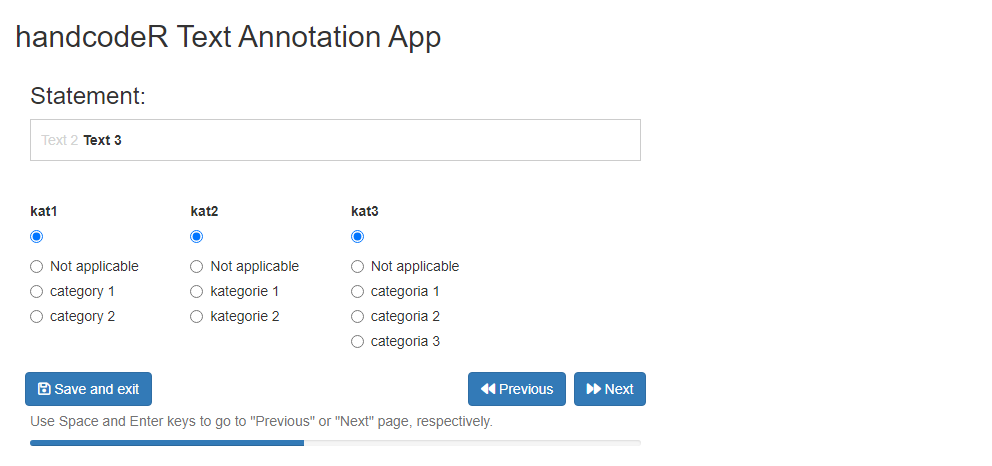 handcodeR Text Annotation App
Statement:
Text 2 Text 3
kat1 kat2 kat3
Not applicable Not applicable Not applicable
category 1 kategorie 1 categoria 1
category 2 kategorie 2 categoria 2
categoria 3
Save and exit Previous Next
Use Space and Enter keys to go to "Previous" or "Next" page, respectively.